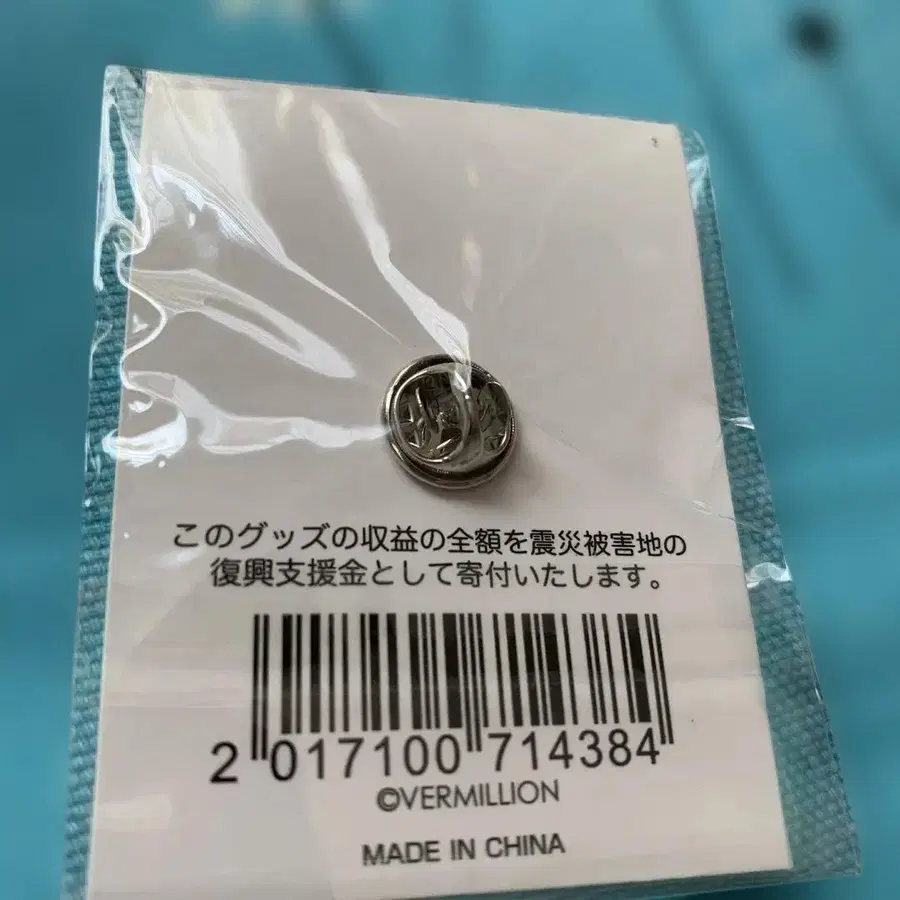 このグッズの収益の全額を震災被害地の
復興支援金として寄付いたします。
2 017100 714384
©VERMILLION
MADE IN CHINA